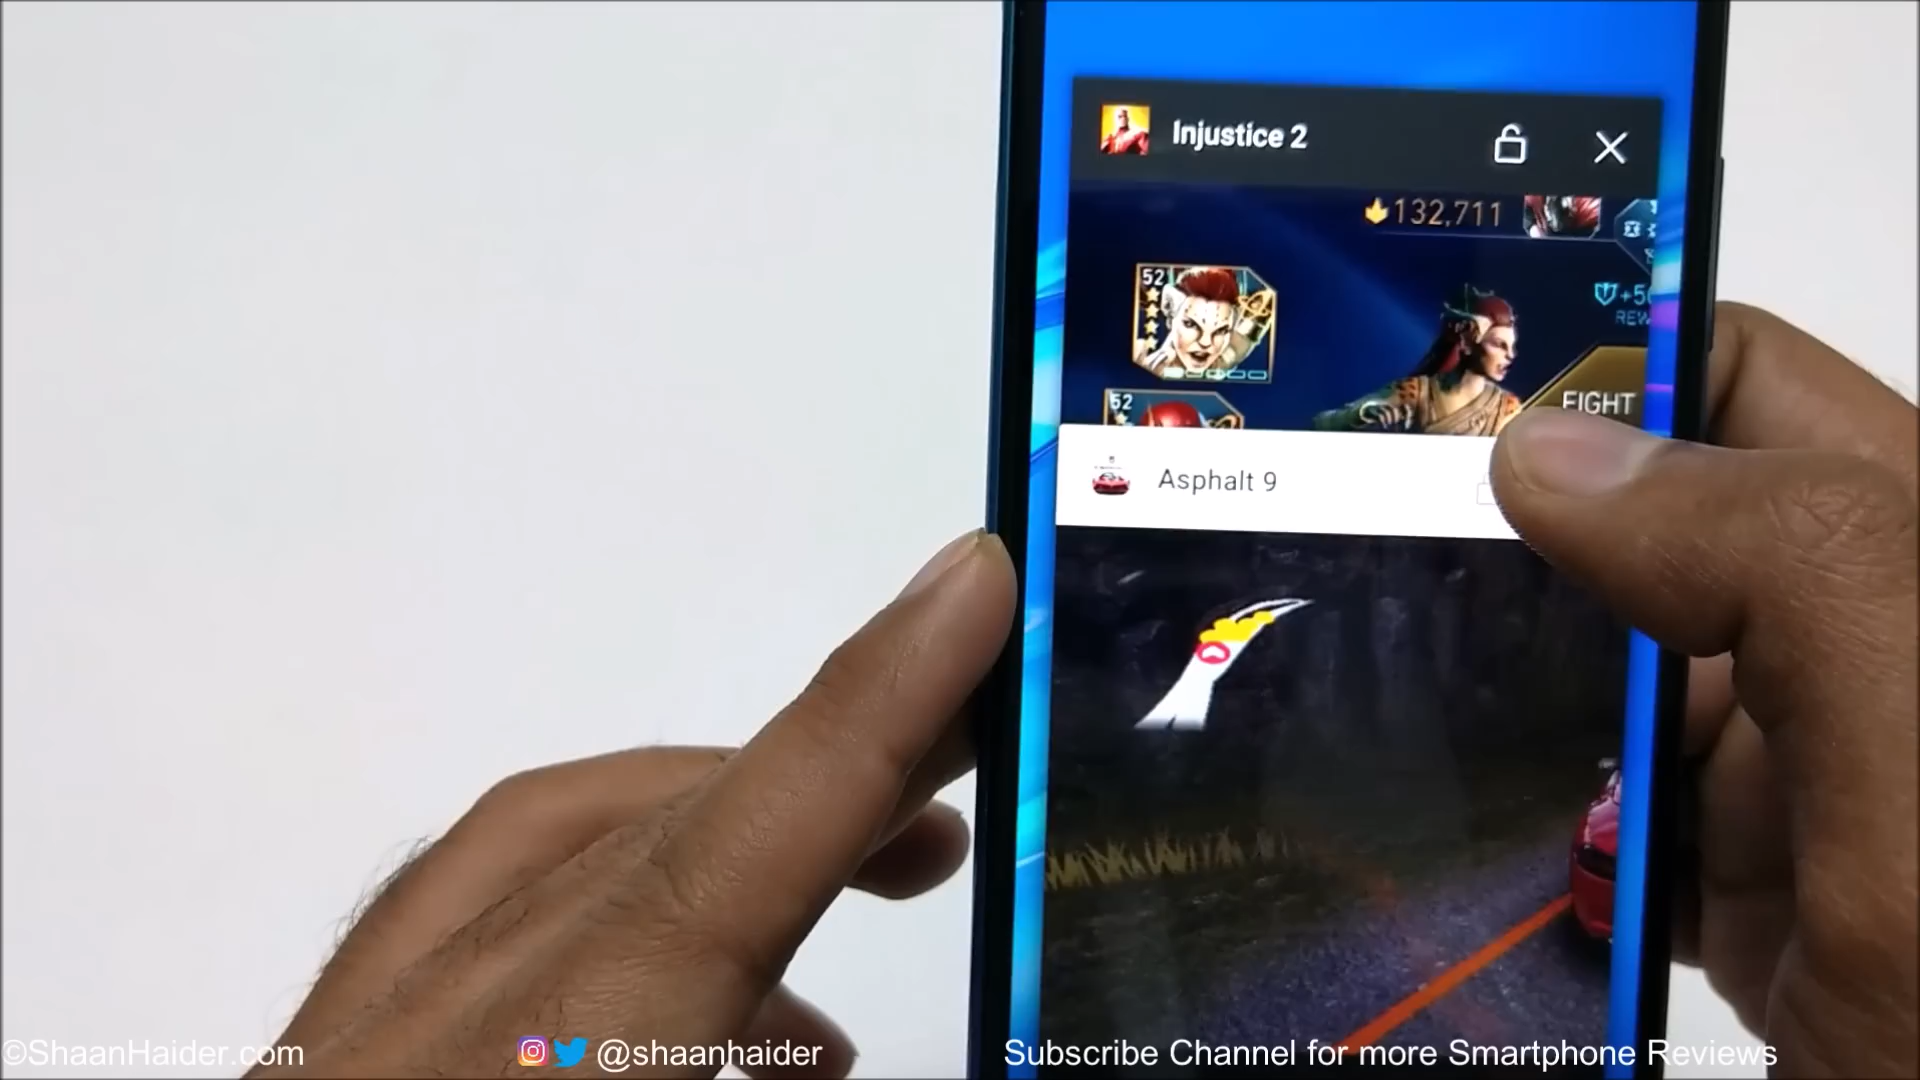 Injustice 2
132,711
52
FIGHT
52
Asphalt 9
©ShaanHaider.com
@shaanhaider
Subscribe Channel for more Smartphone Reviews